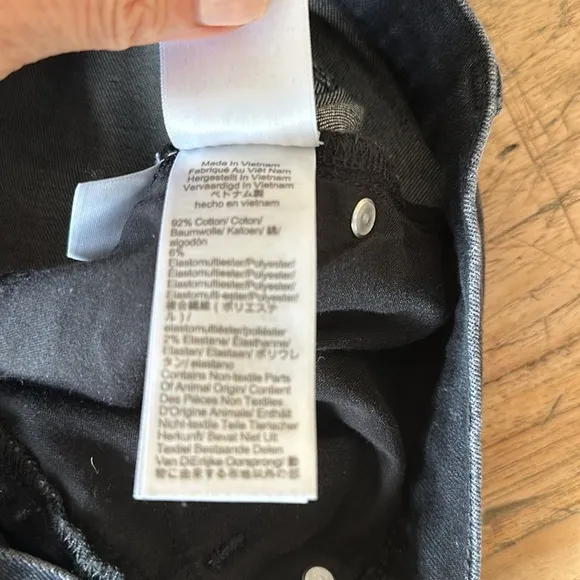 Made In Vietnam
Fabriqué Au Viêt Nam
Hergestellt In Vietnam
Vervaardigd In Vietnam
ベトナム製
hecho en vietnam
92% Cotton/ Coton/
Baumwolle/ Katoen/ 綿/
algodón
6%
Elastomultiester/Polyester/
Elastomultiester/Polyester/
Elastomultiester/Polyester/
Elastomultiester/Polyester/
複合繊維 ( ポリエステ
ル ) /
elastomultiéster/poliéster
2% Elastane/ Élasthanne/
Elastan/ Elastaan/ ポリウレ
タン/ elastano
Contains Non-textile Parts
Of Animal Origin/ Contient
Des Pièces Non Textiles
D'Origine Animale/ Enthält
Nicht-textile Teile Tierischer
Herkunft/ Bevat Niet Uit
Textiel Bestaande Delen
Van Dierlijke Oorsprong/ 動